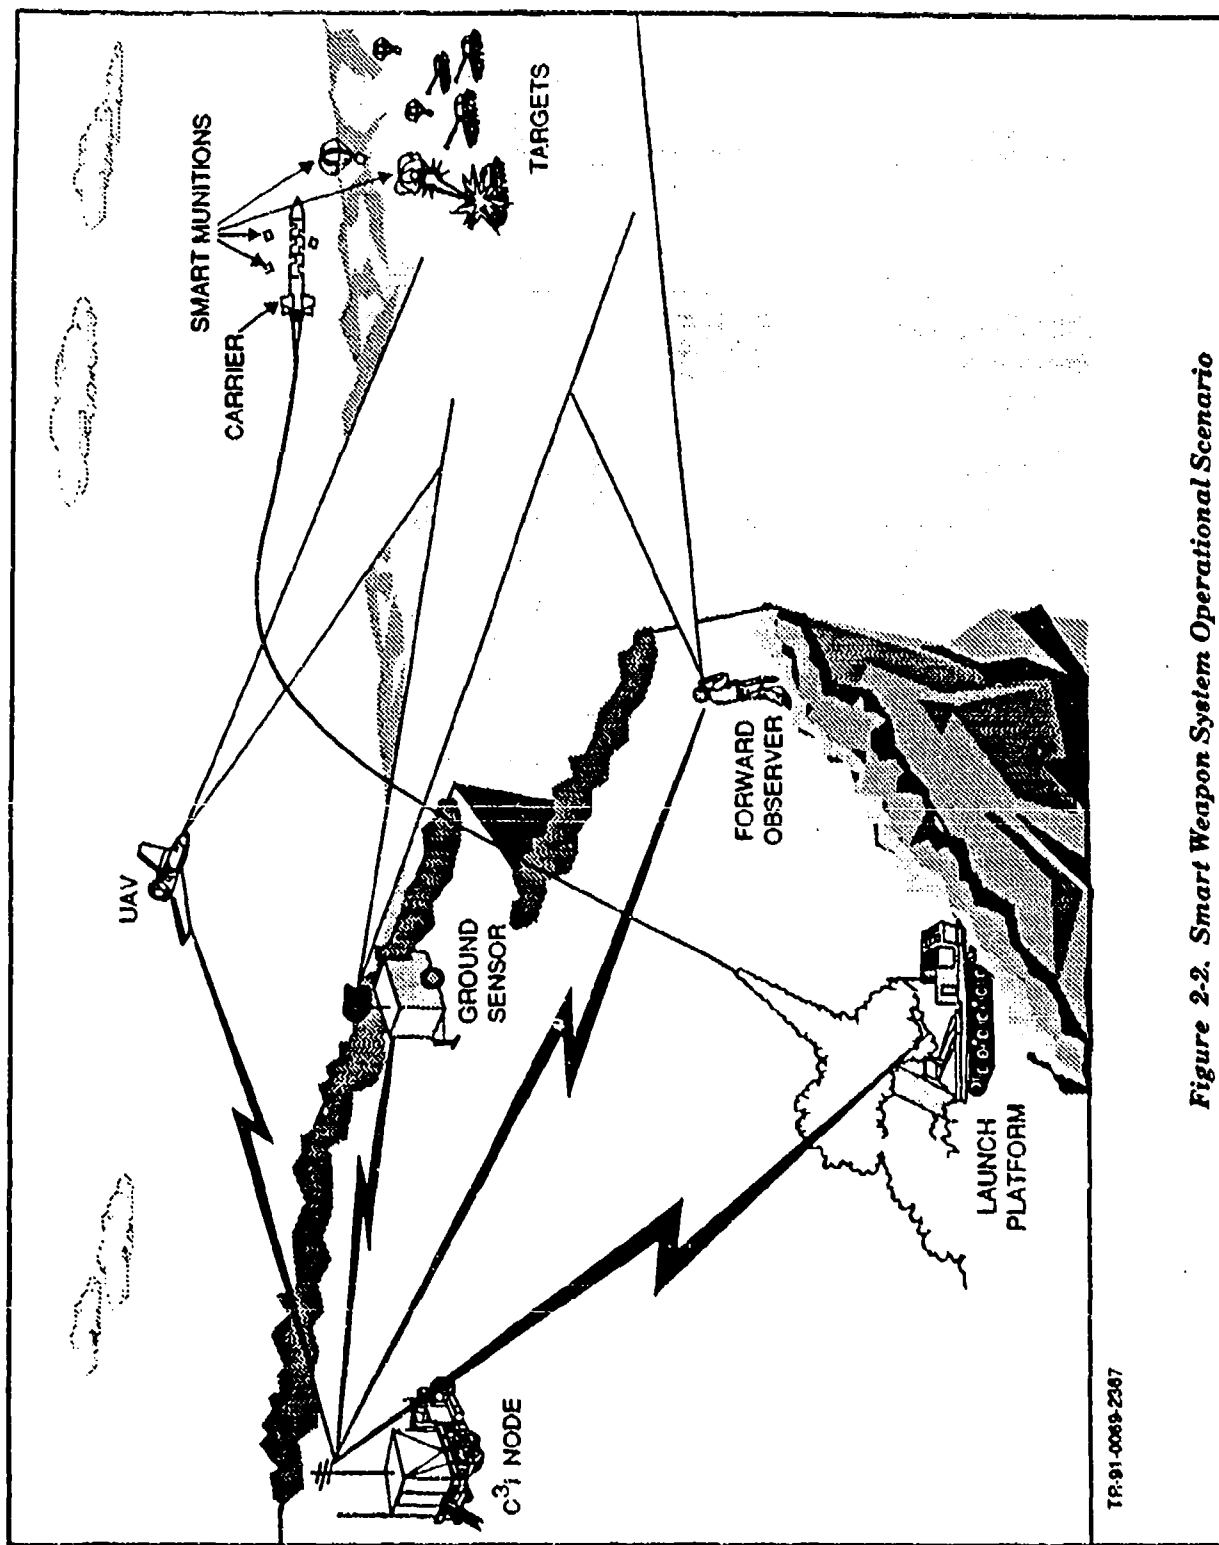 UAV
SMART MUNITIONS
CARRIER
TARGETS
GROUND
SENSOR
FORWARD
OBSERVER
C³i NODE
LAUNCH
PLATFORM
TR-91-0069-2367
Figure 2-2. Smart Weapon System Operational Scenario